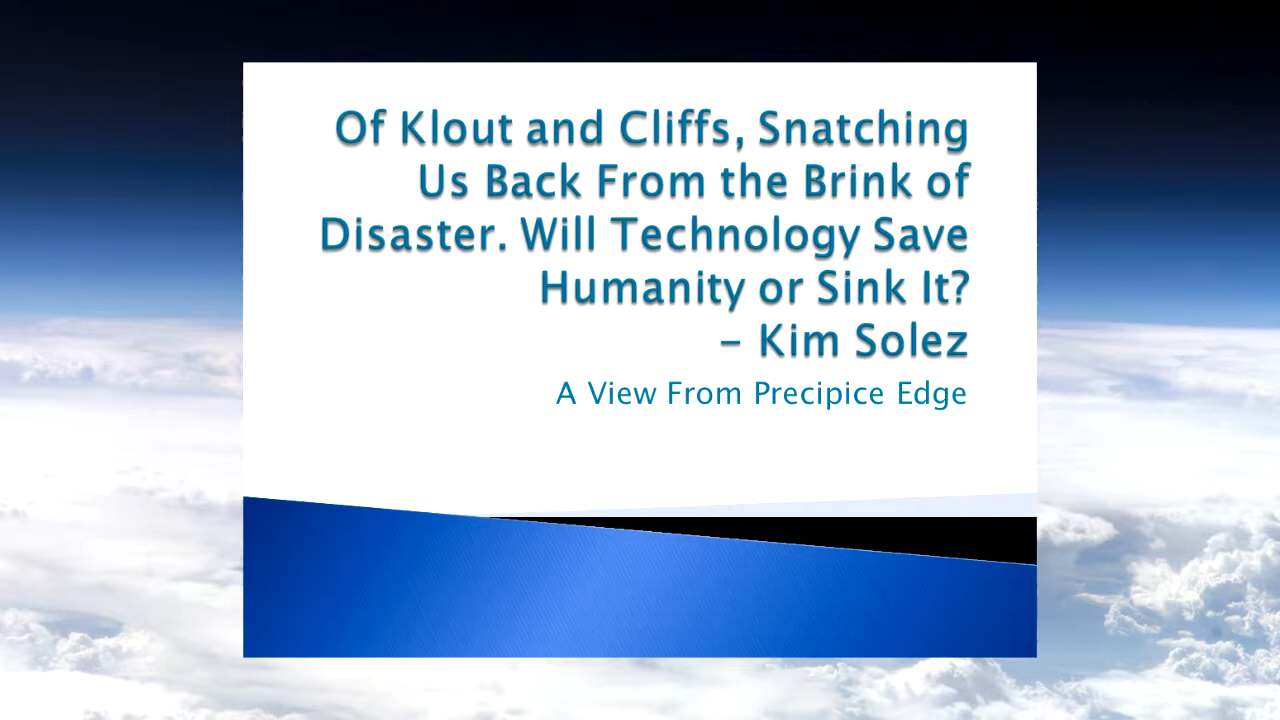 Of Klout and Cliffs, Snatching
Us Back From the Brink of
Disaster. Will Technology Save
Humanity or Sink It?
– Kim Solez
A View From Precipice Edge